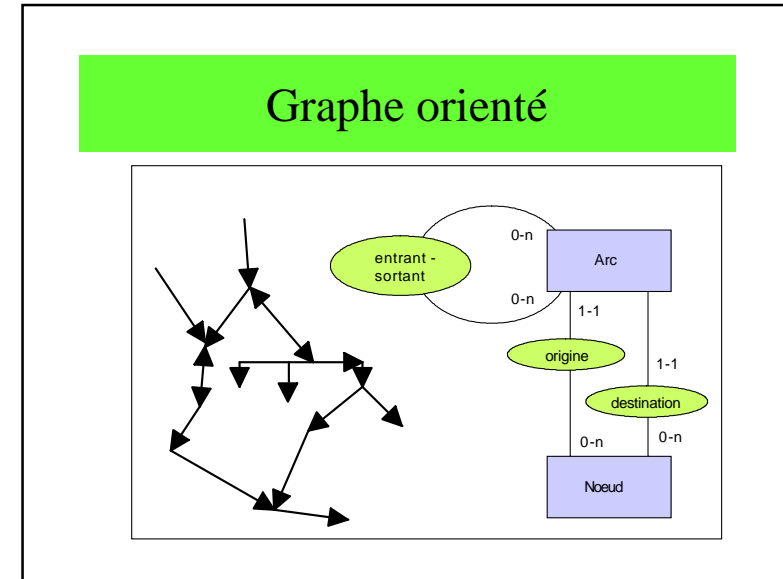 Graphe orienté
entrant -
sortant
0-n
Arc
0-n
1-1
origine
1-1
destination
0-n
0-n
Noeud